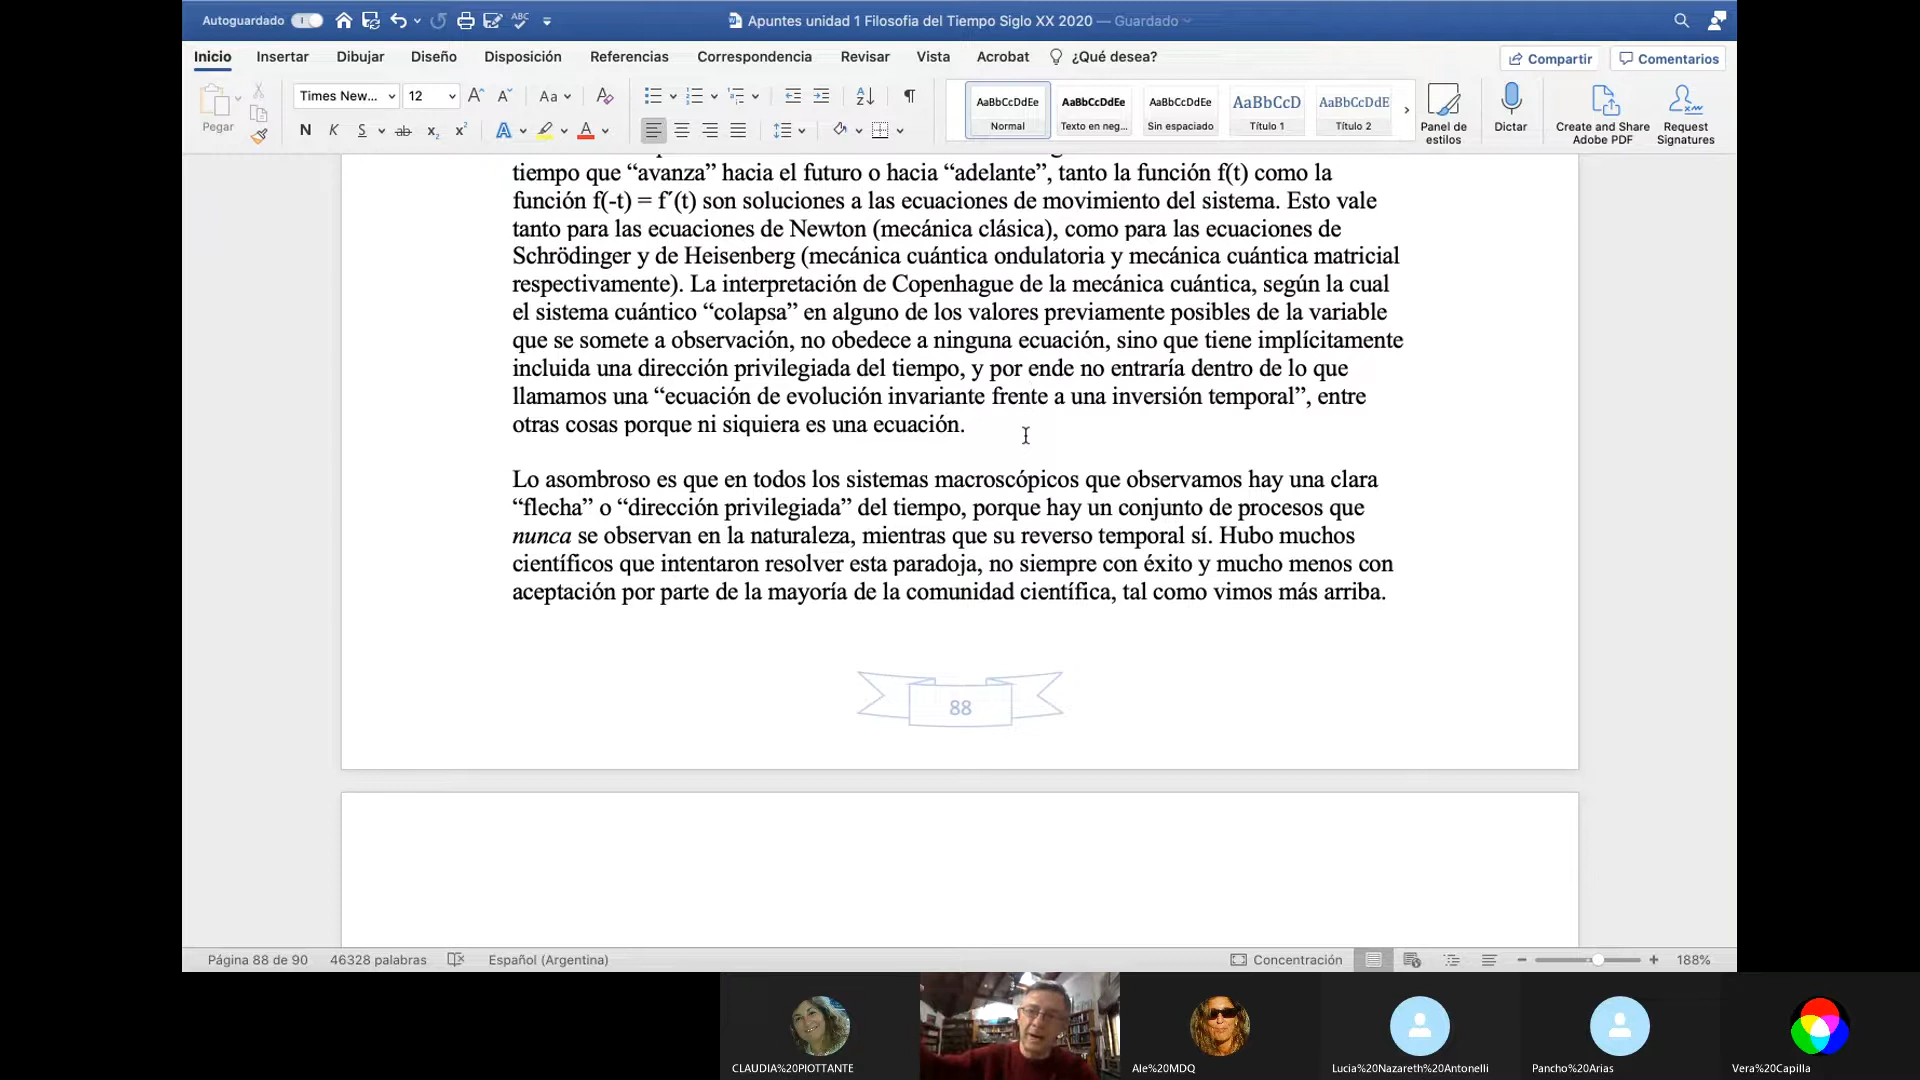 Autoguardado
Apuntes unidad 1 Filosofia del Tiempo Siglo XX 2020 — Guardado
Inicio Insertar Dibujar Diseño Disposición Referencias Correspondencia Revisar Vista Acrobat ¿Qué desea? Compartir Comentarios
Pegar
Times New... 12 Aa
N K S ab x₂ x² A A
AaBbCcDdEe AaBbCcDdEe AaBbCcDdEe AaBbCcD AaBbCcDdE
Normal Texto en neg... Sin espaciado Título 1 Título 2
Panel de estilos
Dictar
Create and Share Adobe PDF
Request Signatures
tiempo que “avanza” hacia el futuro o hacia “adelante”, tanto la función f(t) como la
función f(-t) = f´(t) son soluciones a las ecuaciones de movimiento del sistema. Esto vale
tanto para las ecuaciones de Newton (mecánica clásica), como para las ecuaciones de
Schrödinger y de Heisenberg (mecánica cuántica ondulatoria y mecánica cuántica matricial
respectivamente). La interpretación de Copenhague de la mecánica cuántica, según la cual
el sistema cuántico “colapsa” en alguno de los valores previamente posibles de la variable
que se somete a observación, no obedece a ninguna ecuación, sino que tiene implícitamente
incluida una dirección privilegiada del tiempo, y por ende no entraría dentro de lo que
llamamos una “ecuación de evolución invariante frente a una inversión temporal”, entre
otras cosas porque ni siquiera es una ecuación.
Lo asombroso es que en todos los sistemas macroscópicos que observamos hay una clara
“flecha” o “dirección privilegiada” del tiempo, porque hay un conjunto de procesos que
nunca se observan en la naturaleza, mientras que su reverso temporal sí. Hubo muchos
científicos que intentaron resolver esta paradoja, no siempre con éxito y mucho menos con
aceptación por parte de la mayoría de la comunidad científica, tal como vimos más arriba.
88
Página 88 de 90 46328 palabras Español (Argentina) Concentración 188%
CLAUDIA%20PIOTTANTE Ale%20MDQ Lucia%20Nazareth%20Antonelli Pancho%20Arias Vera%20Capilla